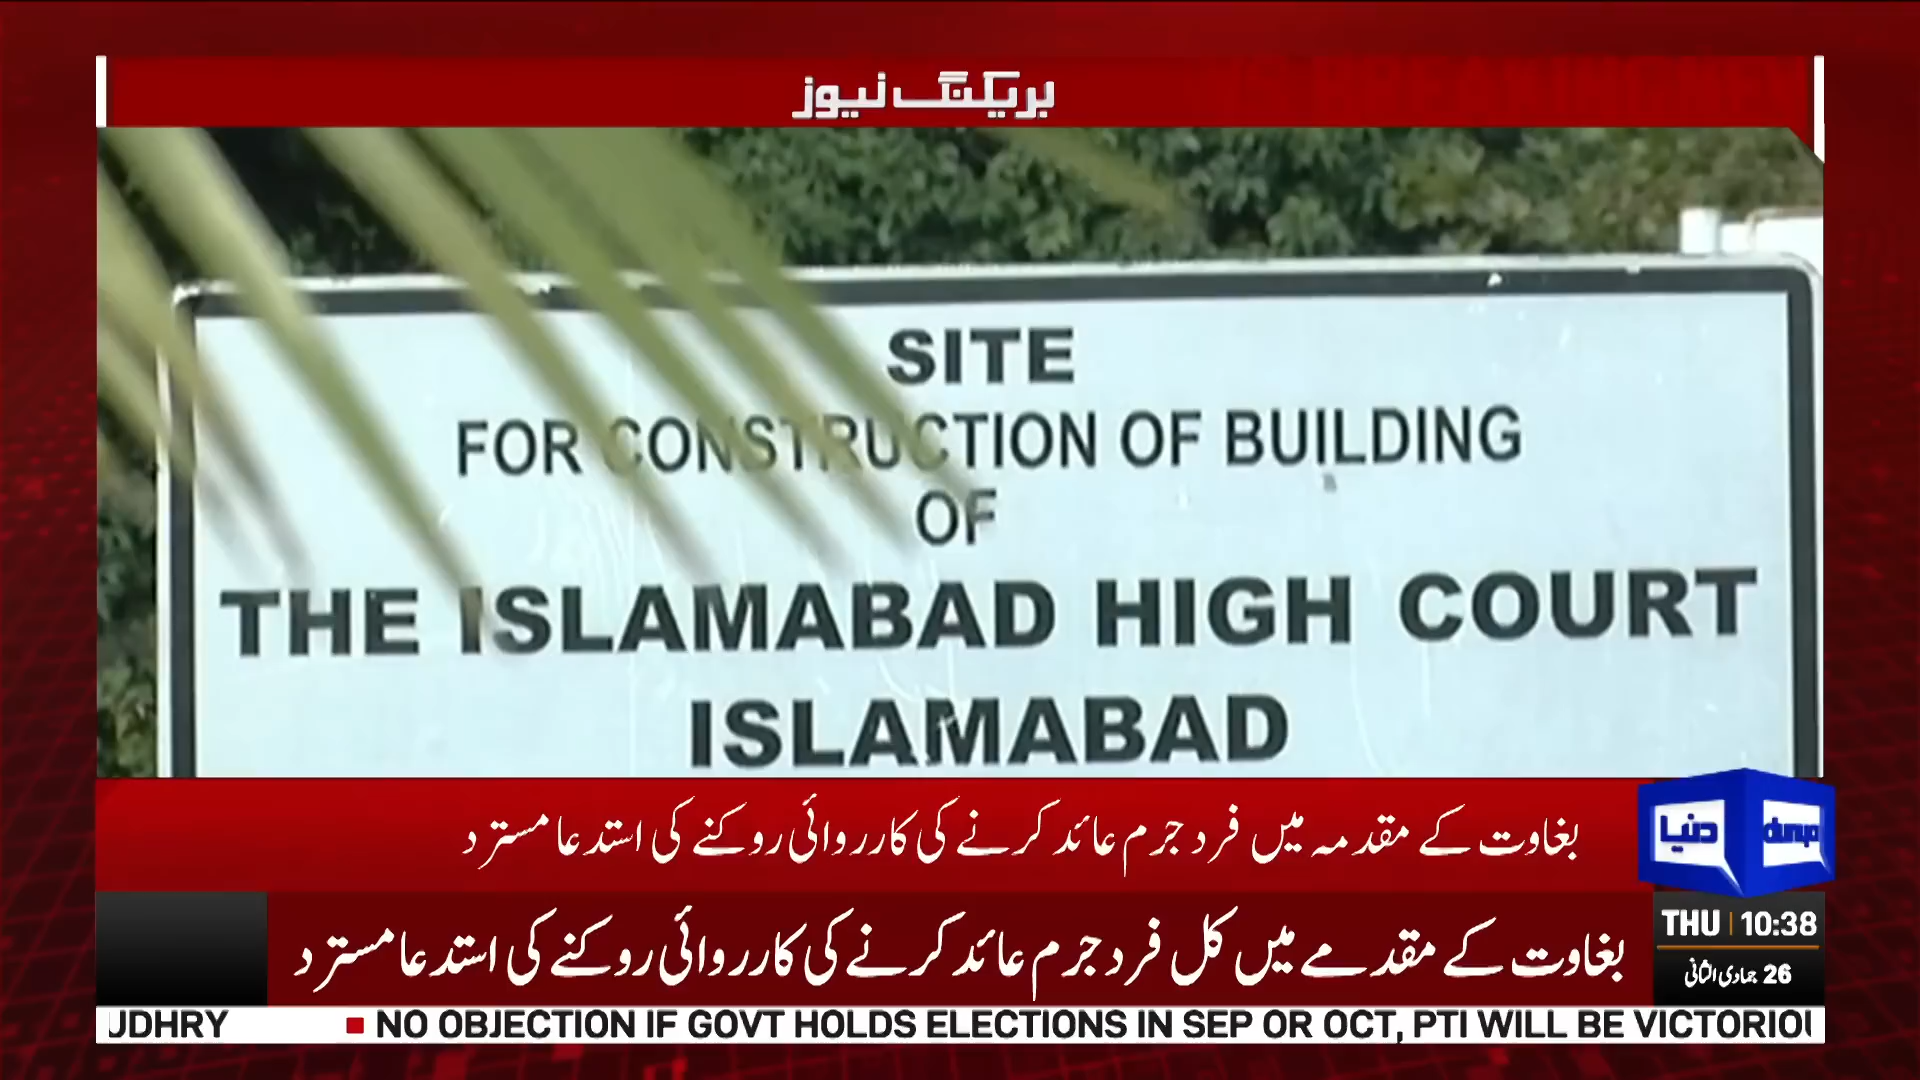 بریکنگ نیوز
SITE
FOR CONSTRUCTION OF BUILDING
OF
THE ISLAMABAD HIGH COURT
ISLAMABAD
بغاوت کے مقدمہ میں فرد جرم عائد کرنے کی کارروائی روکنے کی استدعا مسترد
دنیا dunya
بغاوت کے مقدمے میں کل فرد جرم عائد کرنے کی کارروائی روکنے کی استدعا مسترد
THU 10:38
26 جمادی الثانی
UDHRY ■ NO OBJECTION IF GOVT HOLDS ELECTIONS IN SEP OR OCT, PTI WILL BE VICTORIOU